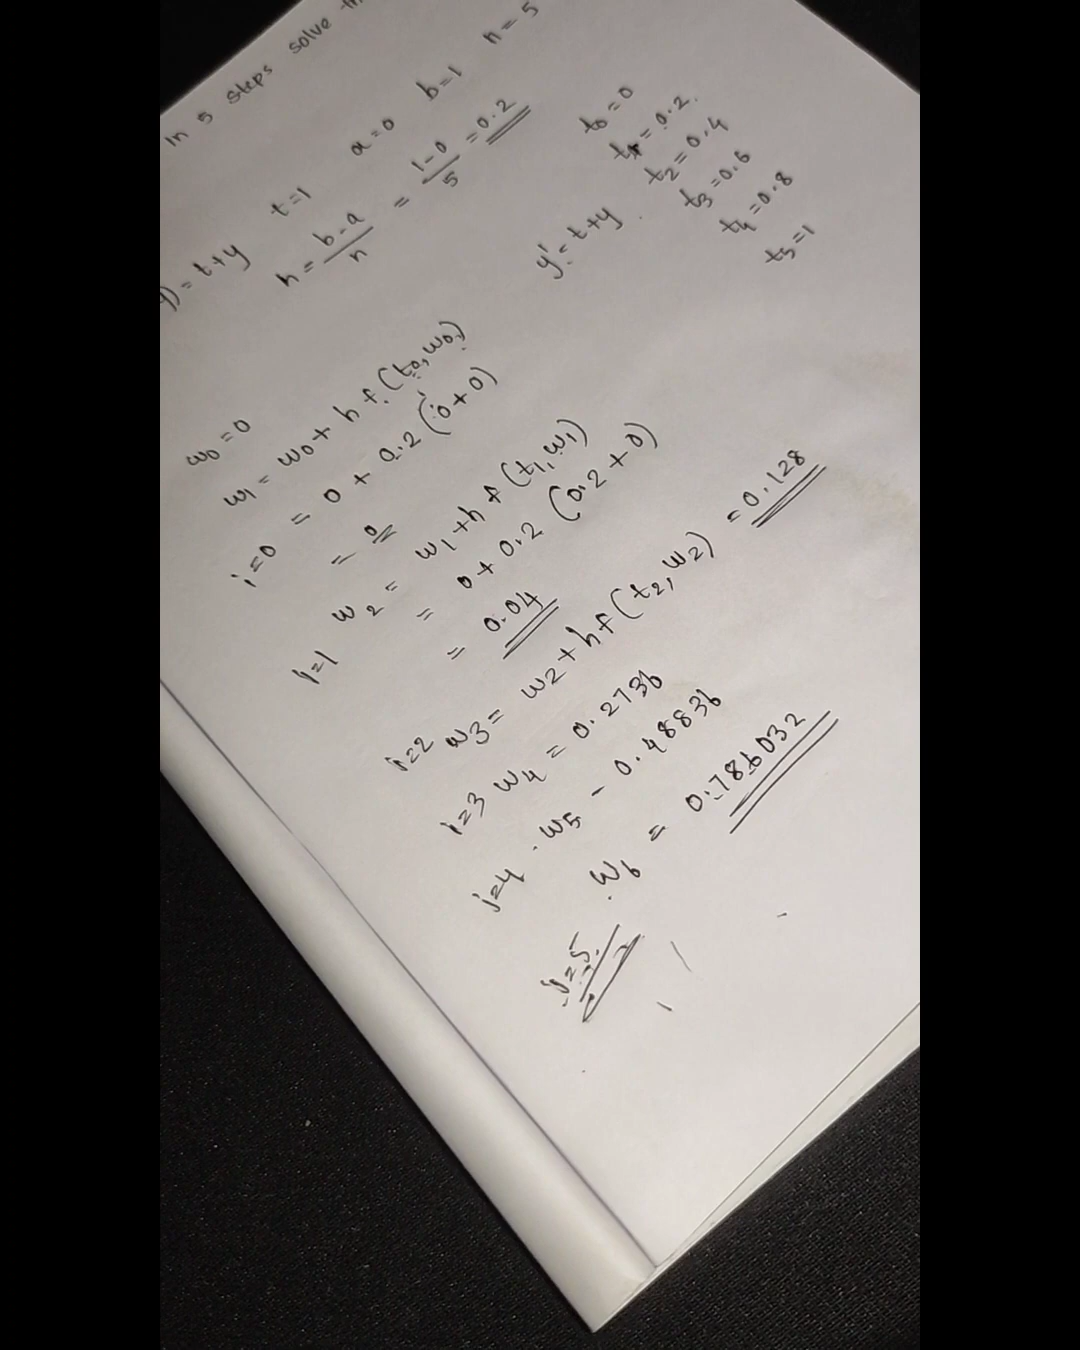 In 5 steps solve
a=0 b=1 n=5
) = t+y t=1
h = b-a/n = 1-0/5 = 0.2
y' = t+y
t0=0
t1=0.2
t2=0.4
t3=0.6
t4=0.8
t5=1
w0=0
w1 = w0+ h f(t0,w0)
i=0 = 0 + 0.2 (0+0)
= 0
i=1 w2 = w1+h f (t1,w1)
= 0+0.2 (0.2+0)
= 0.04
i=2 w3= w2+hf(t2,w2) =0.128
i=3 w4 = 0.2736
i=4 . w5 - 0.48836
w6 = 0.786032
i=5.